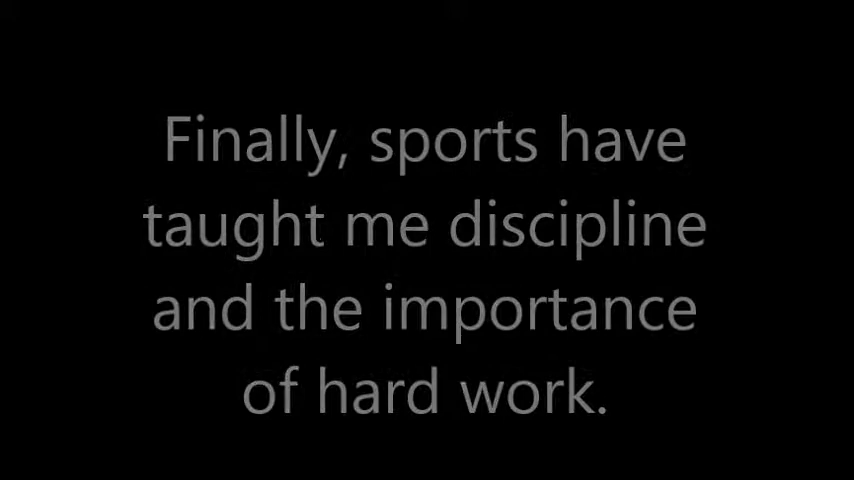 Finally, sports have
taught me discipline
and the importance
of hard work.